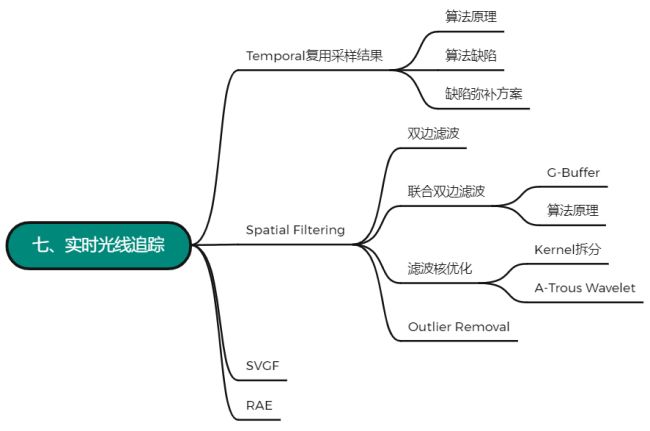 七、实时光线追踪
Temporal复用采样结果
算法原理
算法缺陷
缺陷弥补方案
Spatial Filtering
双边滤波
联合双边滤波
G-Buffer
算法原理
滤波核优化
Kernel拆分
A-Trous Wavelet
Outlier Removal
SVGF
RAE